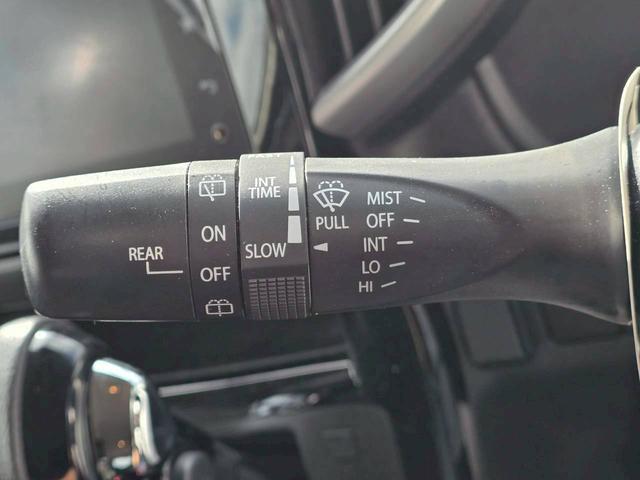 REAR
ON
OFF
INT
TIME
SLOW
PULL
MIST
OFF
INT
LO
HI